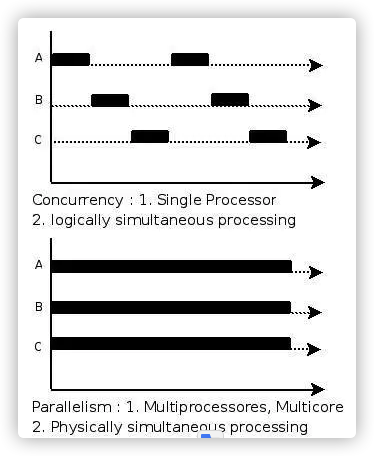 A
B
C
Concurrency : 1. Single Processor
2. logically simultaneous processing
A
B
C
Parallelism : 1. Multiprocessores, Multicore
2. Physically simultaneous processing